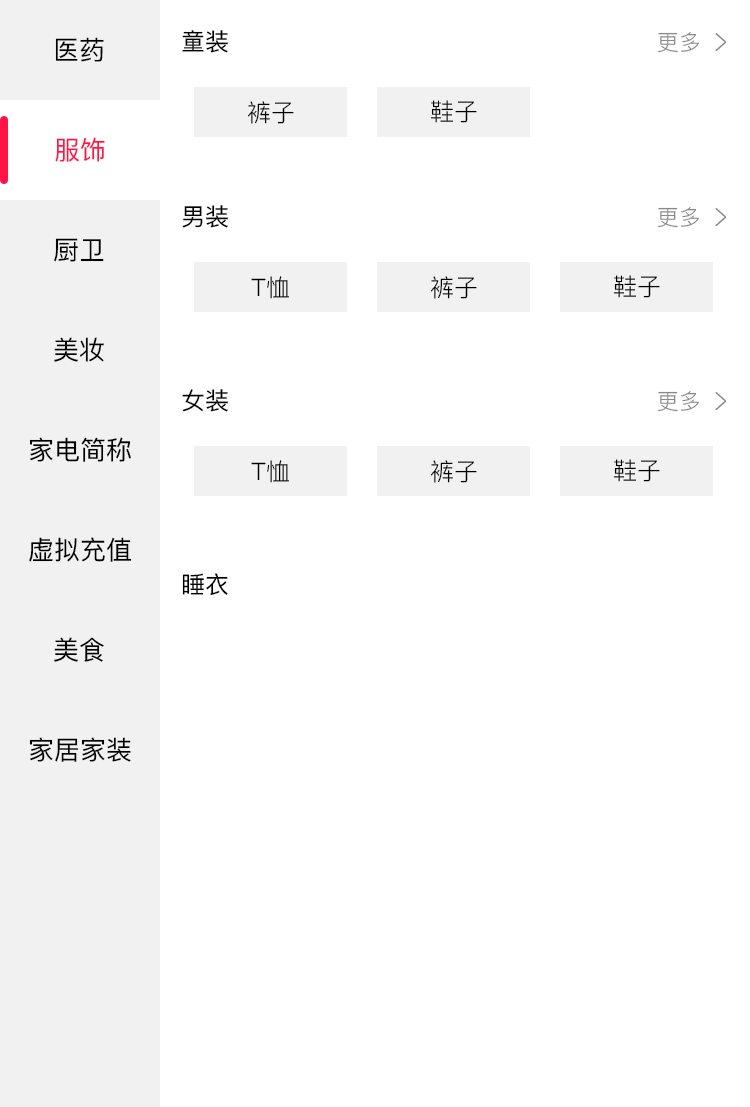 医药
服饰
厨卫
美妆
家电简称
虚拟充值
美食
家居家装
童装 更多
裤子 鞋子
男装 更多
T恤 裤子 鞋子
女装 更多
T恤 裤子 鞋子
睡衣